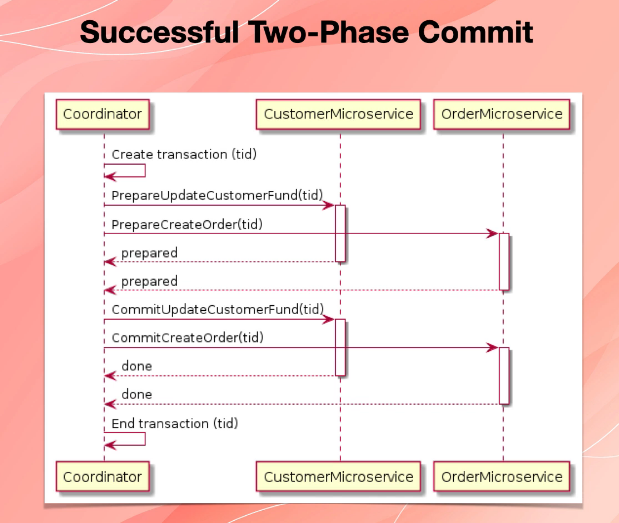 Successful Two-Phase Commit
Coordinator CustomerMicroservice OrderMicroservice
Create transaction (tid)
PrepareUpdateCustomerFund(tid)
PrepareCreateOrder(tid)
prepared
prepared
CommitUpdateCustomerFund(tid)
CommitCreateOrder(tid)
done
done
End transaction (tid)
Coordinator CustomerMicroservice OrderMicroservice